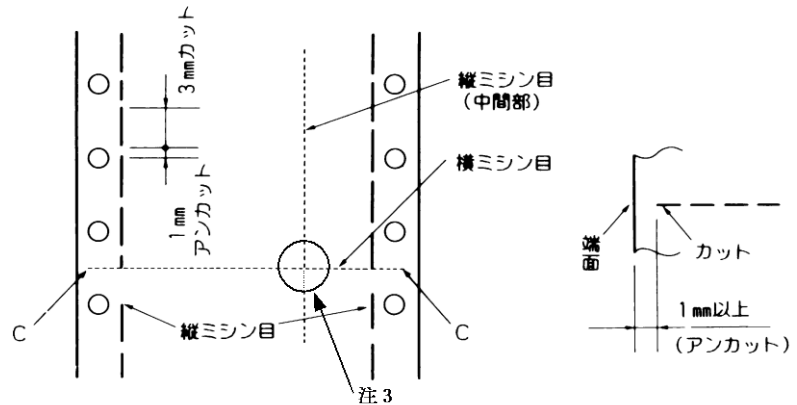 3mmカット
1mm
アンカット
縦ミシン目
(中間部)
横ミシン目
C
縦ミシン目
C
注3
端面
カット
1mm以上
(アンカット)